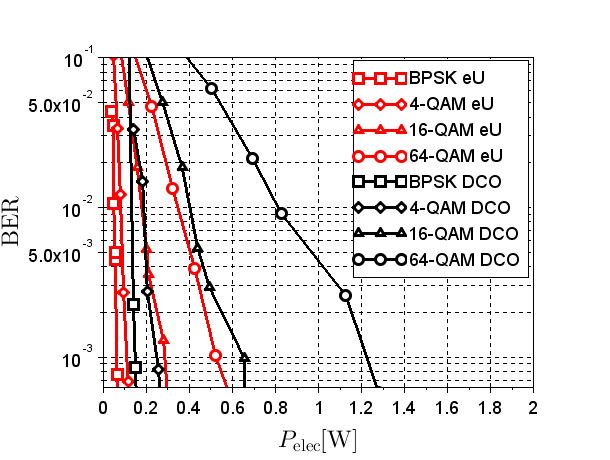 10-1
5.0x10-2
10-2
5.0x10-3
10-3
BER
BPSK eU
4-QAM eU
16-QAM eU
64-QAM eU
BPSK DCO
4-QAM DCO
16-QAM DCO
64-QAM DCO
0 0.2 0.4 0.6 0.8 1 1.2 1.4 1.6 1.8 2
Pelec[W]